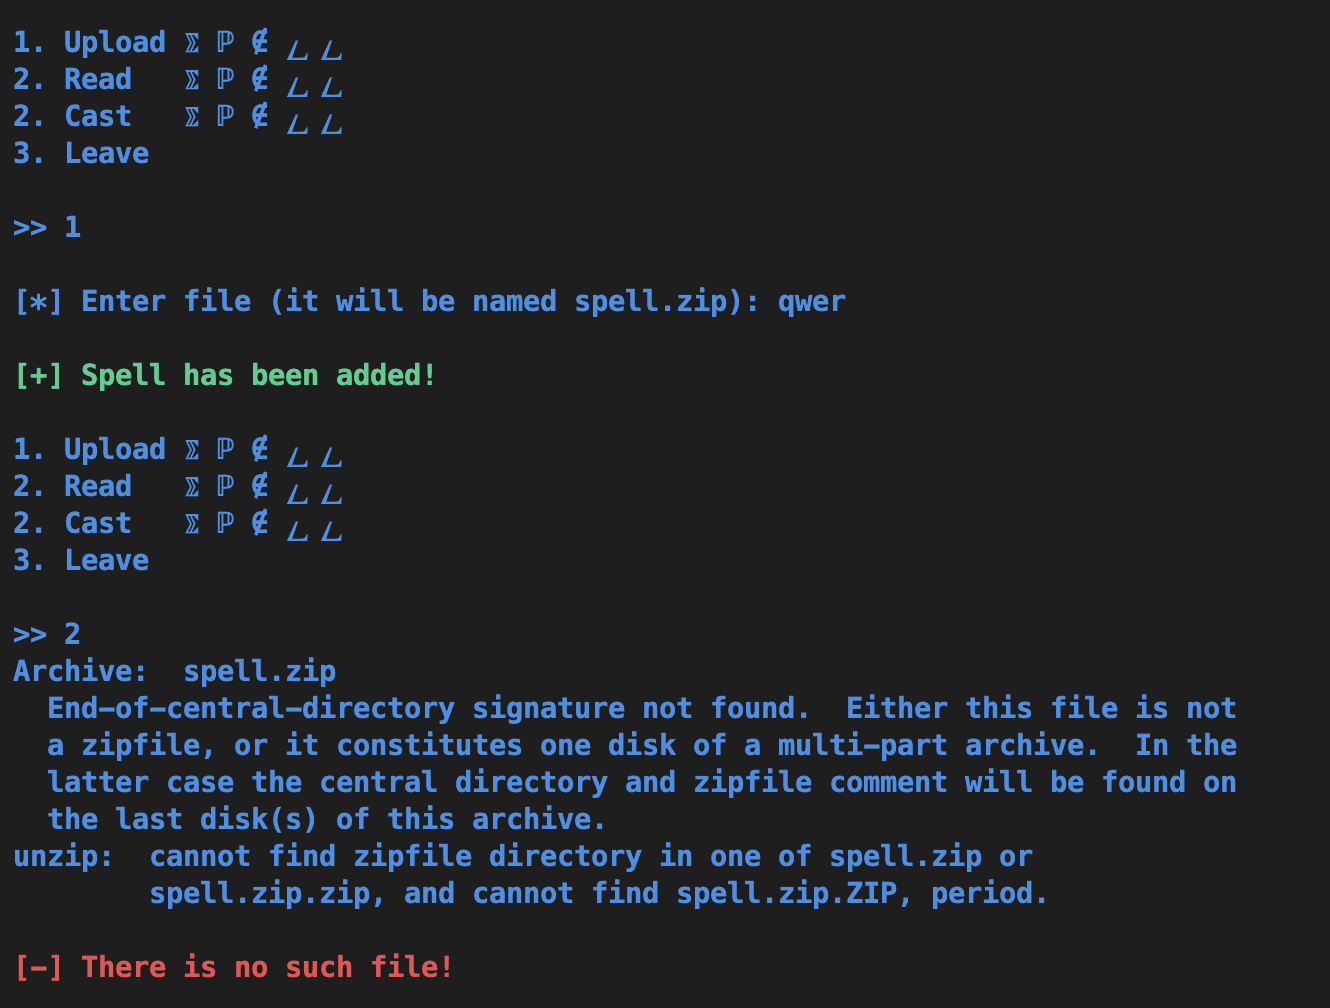 1. Upload ⅀ ℙ ∉ ⦤ ⦤
2. Read   ⅀ ℙ ∉ ⦤ ⦤
2. Cast   ⅀ ℙ ∉ ⦤ ⦤
3. Leave
>> 1
[*] Enter file (it will be named spell.zip): qwer
[+] Spell has been added!
1. Upload ⅀ ℙ ∉ ⦤ ⦤
2. Read   ⅀ ℙ ∉ ⦤ ⦤
2. Cast   ⅀ ℙ ∉ ⦤ ⦤
3. Leave
>> 2
Archive:  spell.zip
  End-of-central-directory signature not found.  Either this file is not
  a zipfile, or it constitutes one disk of a multi-part archive.  In the
  latter case the central directory and zipfile comment will be found on
  the last disk(s) of this archive.
unzip:  cannot find zipfile directory in one of spell.zip or
        spell.zip.zip, and cannot find spell.zip.ZIP, period.
[-] There is no such file!